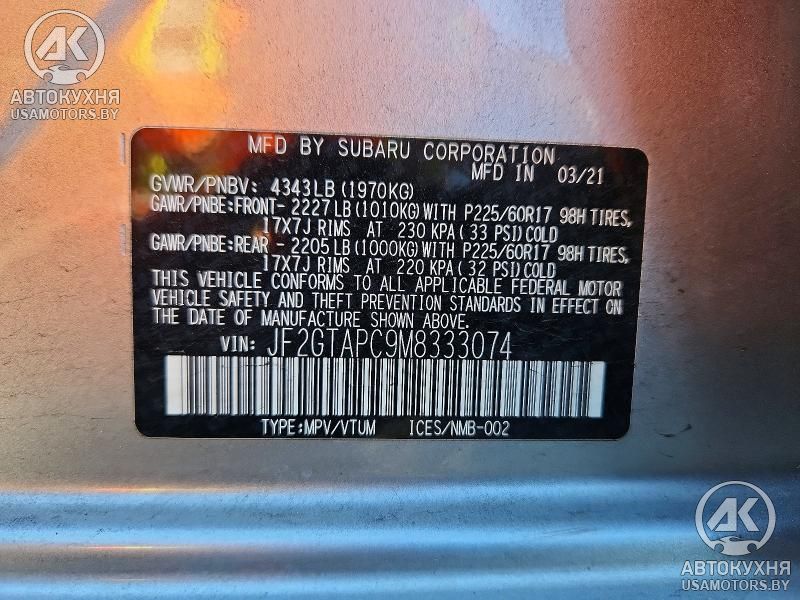 AK
АВТОКУХНЯ
USAMOTORS.BY
MFD BY SUBARU CORPORATION
MFD IN 03/21
GVWR/PNBV: 4343LB(1970KG)
GAWR/PNBE:FRONT- 2227LB(1010KG)WITH P225/60R17 98H TIRES,
17X7J RIMS AT 230 KPA(33 PSI)COLD
GAWR/PNBE:REAR - 2205LB(1000KG)WITH P225/60R17 98H TIRES,
17X7J RIMS AT 220 KPA(32 PSI)COLD
THIS VEHICLE CONFORMS TO ALL APPLICABLE FEDERAL MOTOR
VEHICLE SAFETY AND THEFT PREVENTION STANDARDS IN EFFECT ON
THE DATE OF MANUFACTURE SHOWN ABOVE.
VIN: JF2GTAPC9M8333074
TYPE:MPV/VTUM ICES/NMB-002
AK
АВТОКУХНЯ
USAMOTORS.BY